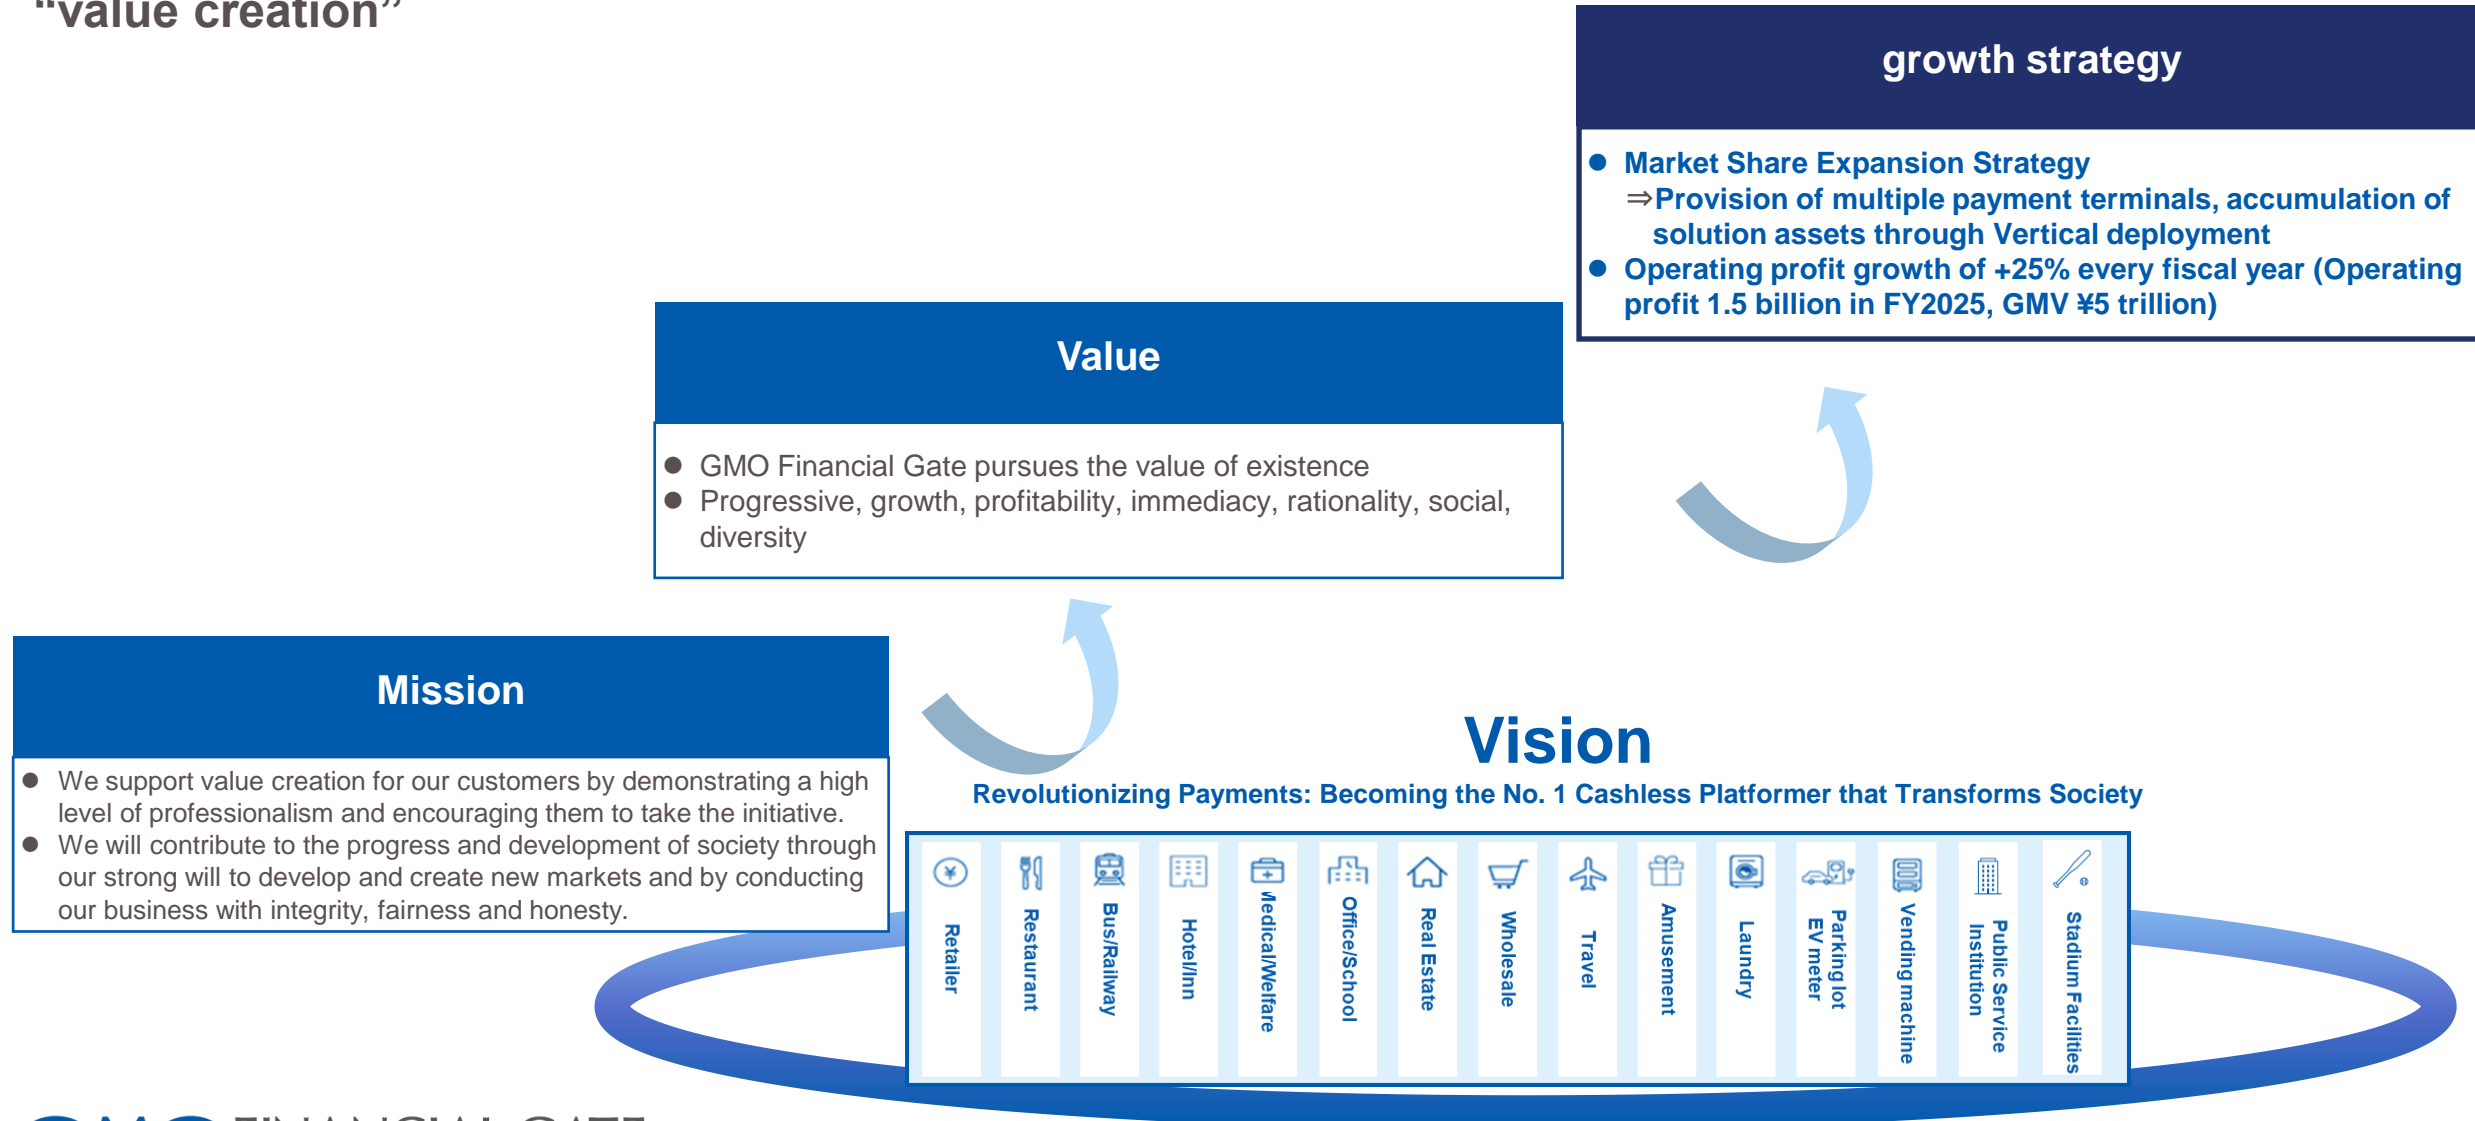 “value creation”
growth strategy
● Market Share Expansion Strategy
⇒Provision of multiple payment terminals, accumulation of
solution assets through Vertical deployment
● Operating profit growth of +25% every fiscal year (Operating
profit 1.5 billion in FY2025, GMV ¥5 trillion)
Value
● GMO Financial Gate pursues the value of existence
● Progressive, growth, profitability, immediacy, rationality, social,
diversity
Mission
● We support value creation for our customers by demonstrating a high
level of professionalism and encouraging them to take the initiative.
● We will contribute to the progress and development of society through
our strong will to develop and create new markets and by conducting
our business with integrity, fairness and honesty.
Vision
Revolutionizing Payments: Becoming the No. 1 Cashless Platformer that Transforms Society
¥
Retailer
Restaurant
Bus/Railway
Hotel/Inn
Medical/Welfare
Office/School
Real Estate
Wholesale
Travel
Amusement
Laundry
Parking lot
EV meter
Vending machine
Public Service
Institution
Stadium Facilities
GMO FINANCIAL GATE